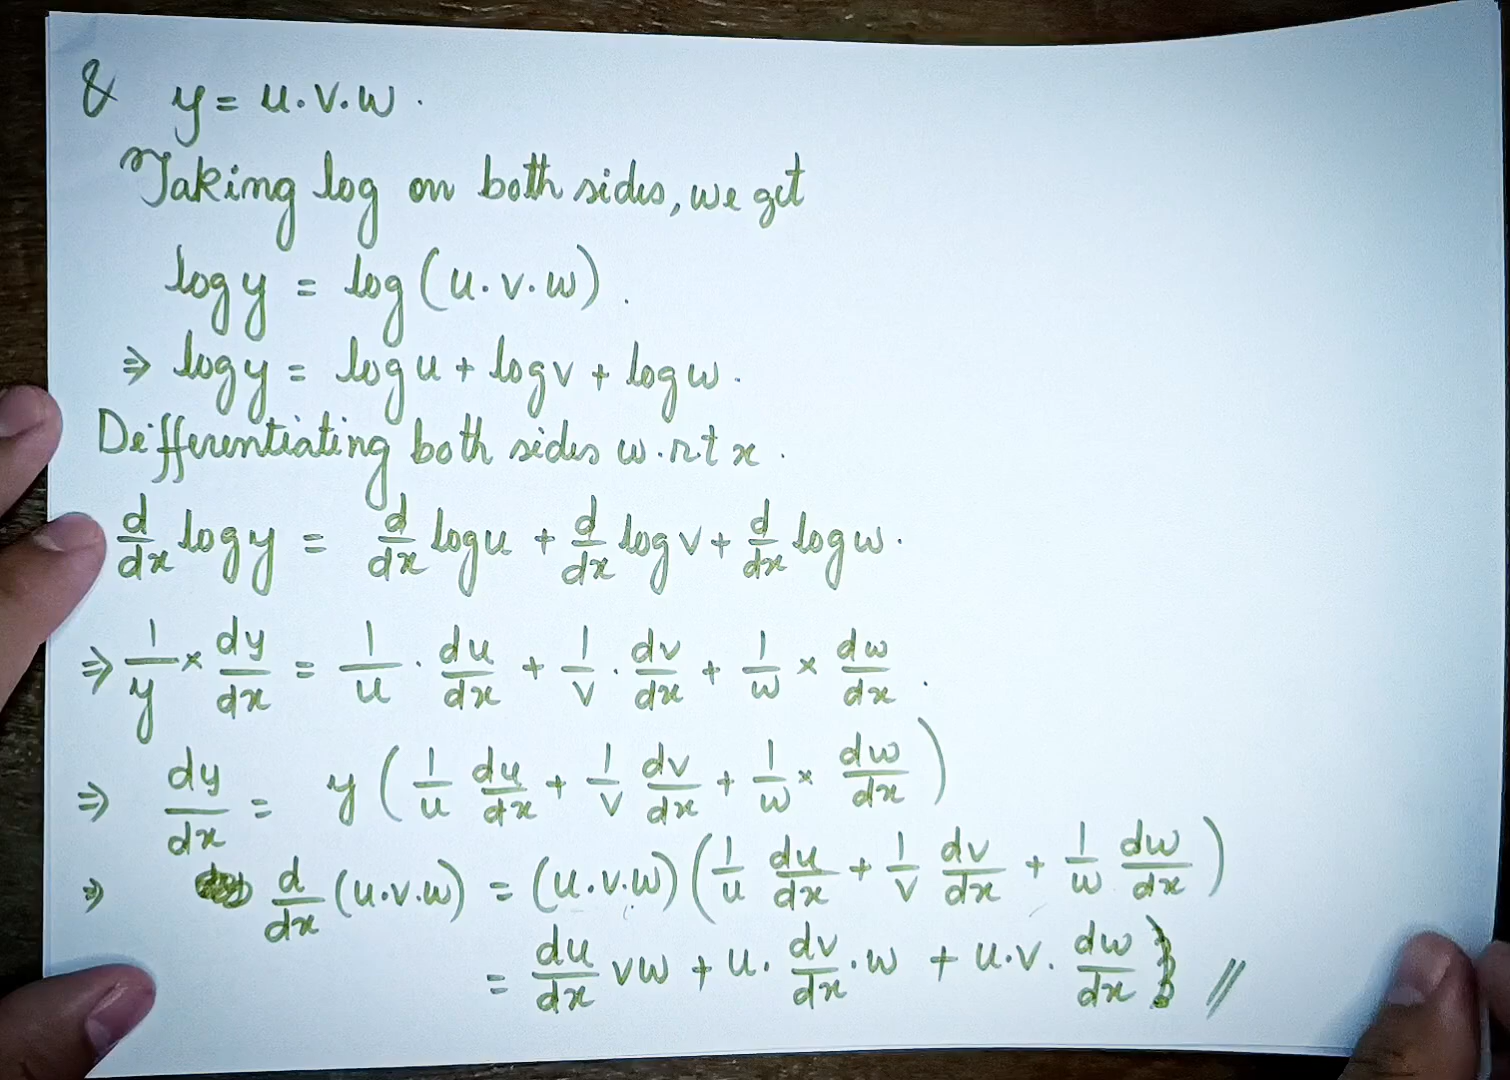 & y = u.v.w.
Taking log on both sides, we get
log y = log (u.v.w).
⇒ log y = log u + log v + log w.
Differentiating both sides w.r.t x.
d/dx log y = d/dx log u + d/dx log v + d/dx log w.
⇒ 1/y × dy/dx = 1/u . du/dx + 1/v . dv/dx + 1/w × dw/dx .
⇒ dy/dx = y ( 1/u du/dx + 1/v dv/dx + 1/w × dw/dx )
⇒ d/dx (u.v.w) = (u.v.w) ( 1/u du/dx + 1/v dv/dx + 1/w dw/dx )
= du/dx vw + u. dv/dx .w + u.v. dw/dx //